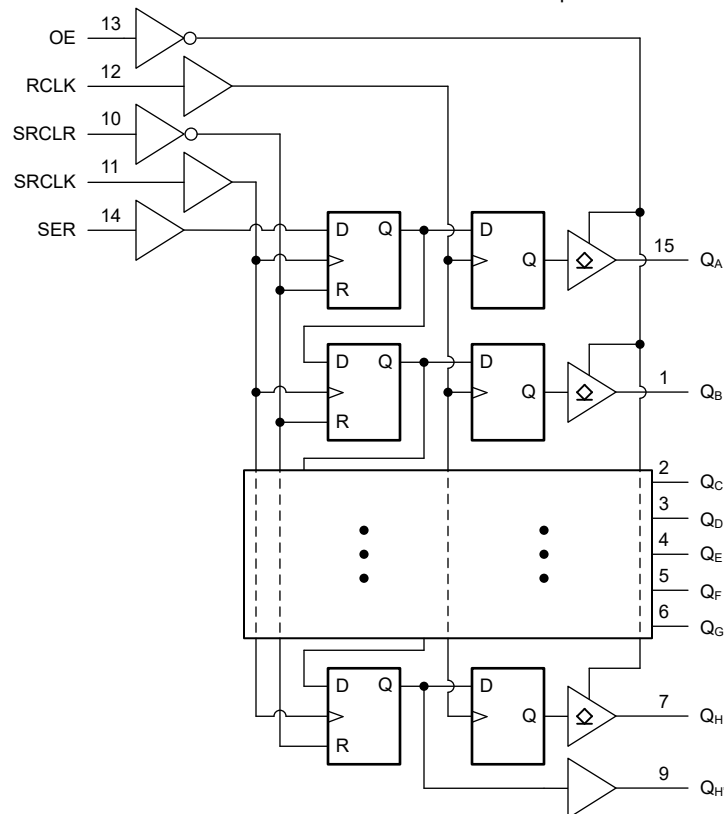 OE 13
RCLK 12
SRCLR 10
SRCLK 11
SER 14
D Q D Q 15 QA
R
D Q D Q 1 QB
R
2 QC
3 QD
4 QE
5 QF
6 QG
D Q D Q 7 QH
R
9 QH